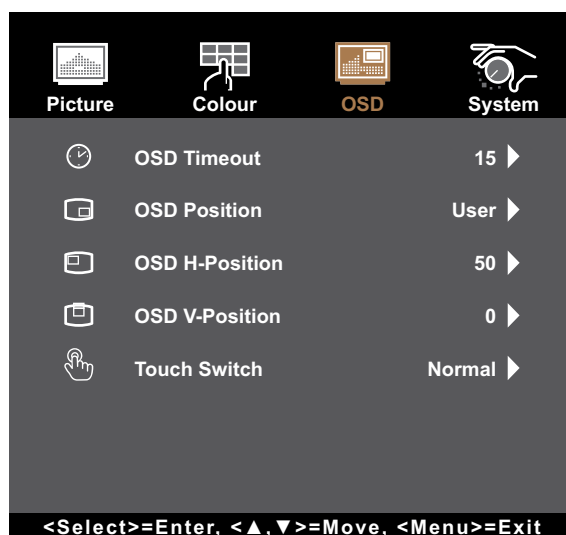 Picture Colour OSD System
OSD Timeout 15
OSD Position User
OSD H-Position 50
OSD V-Position 0
Touch Switch Normal
<Select>=Enter, <▲,▼>=Move, <Menu>=Exit